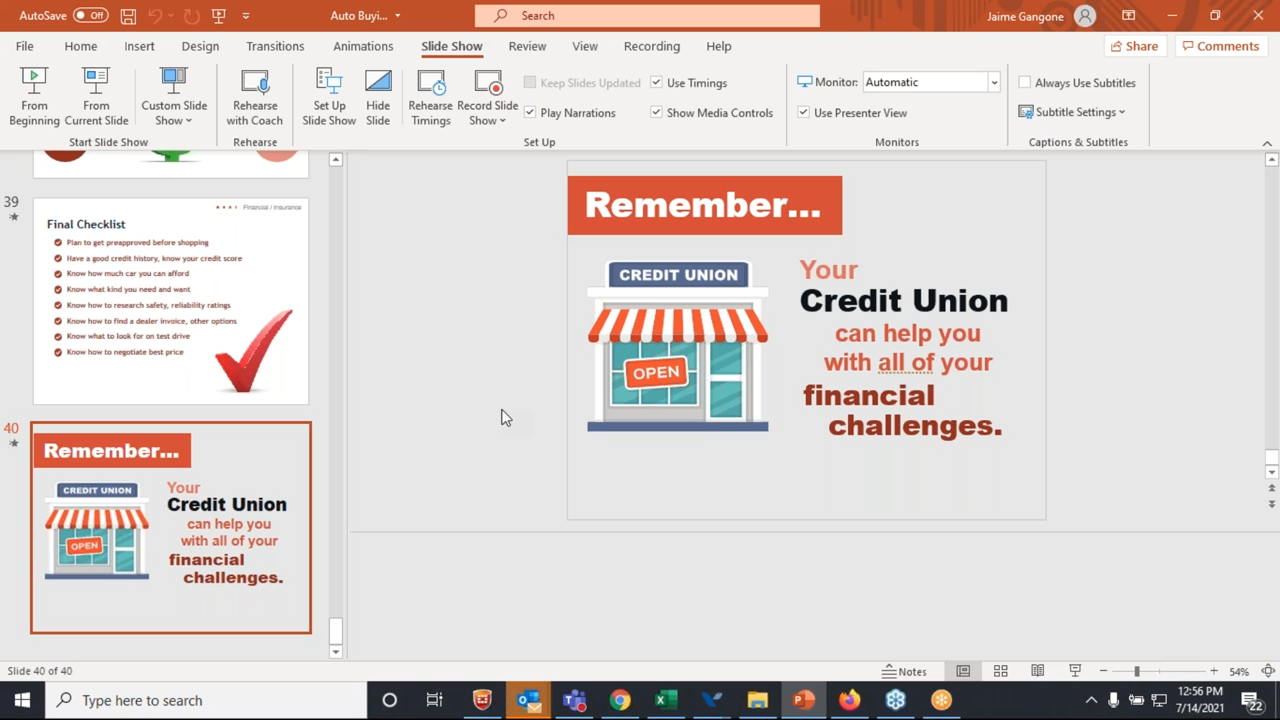 AutoSave Off
Auto Buyi...
Search
Jaime Gangone
File Home Insert Design Transitions Animations Slide Show Review View Recording Help
Share Comments
From Beginning
From Current Slide
Custom Slide Show
Rehearse with Coach
Set Up Slide Show
Hide Slide
Rehearse Timings
Record Slide Show
Keep Slides Updated
Use Timings
Play Narrations
Show Media Controls
Monitor: Automatic
Use Presenter View
Always Use Subtitles
Subtitle Settings
Start Slide Show
Rehearse
Set Up
Monitors
Captions & Subtitles
39
Financial / Insurance
Final Checklist
Plan to get preapproved before shopping
Have a good credit history, know your credit score
Know how much car you can afford
Know what kind you need and want
Know how to research safety, reliability ratings
Know how to find a dealer invoice, other options
Know what to look for on test drive
Know how to negotiate best price
40
Remember...
CREDIT UNION
OPEN
Your
Credit Union
can help you
with all of your
financial
challenges.
Remember...
CREDIT UNION
OPEN
Your
Credit Union
can help you
with all of your
financial
challenges.
Slide 40 of 40
Notes
54%
Type here to search
12:56 PM
7/14/2021
22